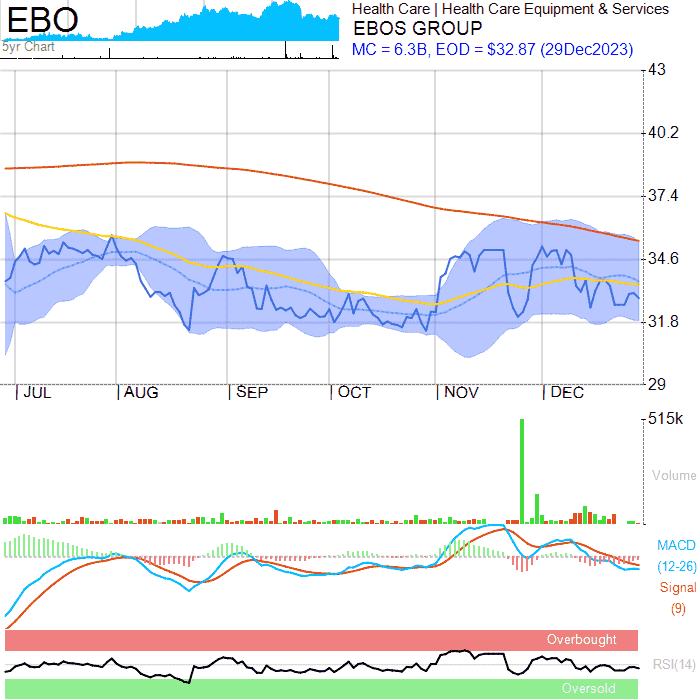 EBO
5yr Chart
Health Care | Health Care Equipment & Services
EBOS GROUP
MC = 6.3B, EOD = $32.87 (29Dec2023)
43
40.2
37.4
34.6
31.8
29
JUL AUG SEP OCT NOV DEC
515k
Volume
MACD
(12-26)
Signal
(9)
Overbought
RSI(14)
Oversold